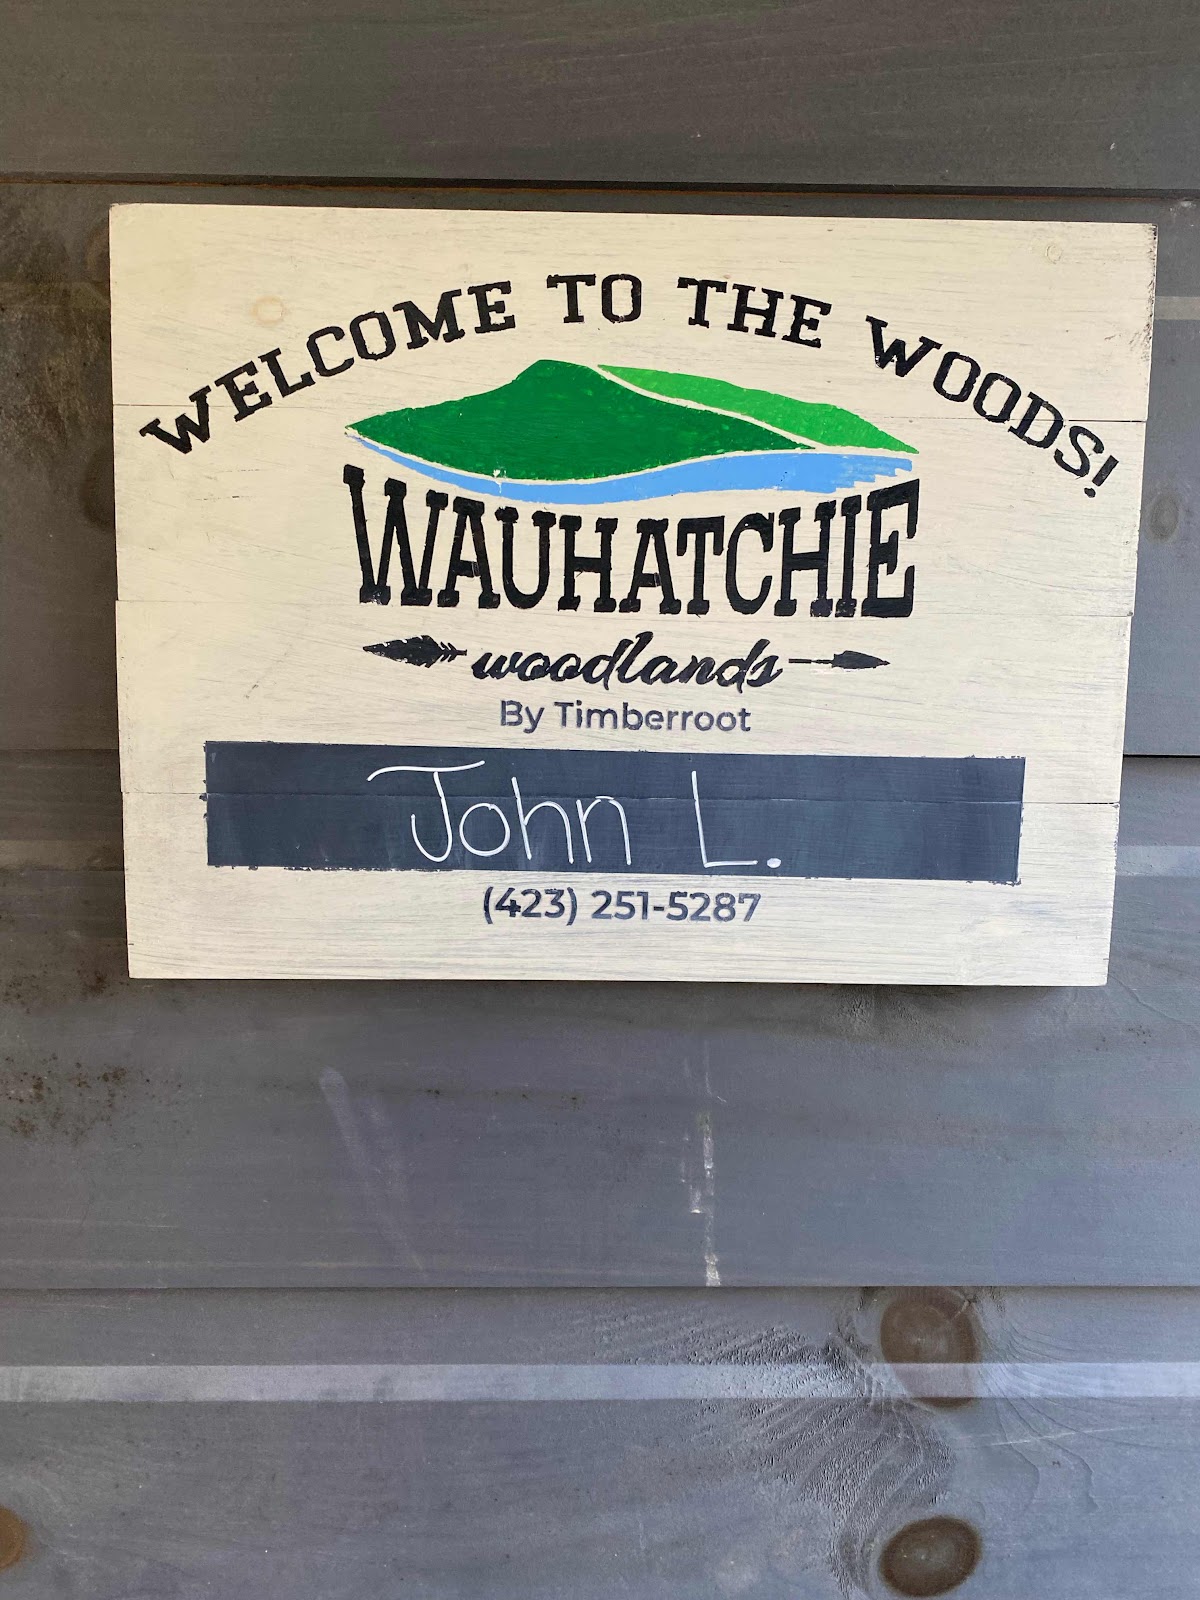 WELCOME TO THE WOODS!
WAUHATCHIE
woodlands
By Timberroot
John L.
(423) 251-5287